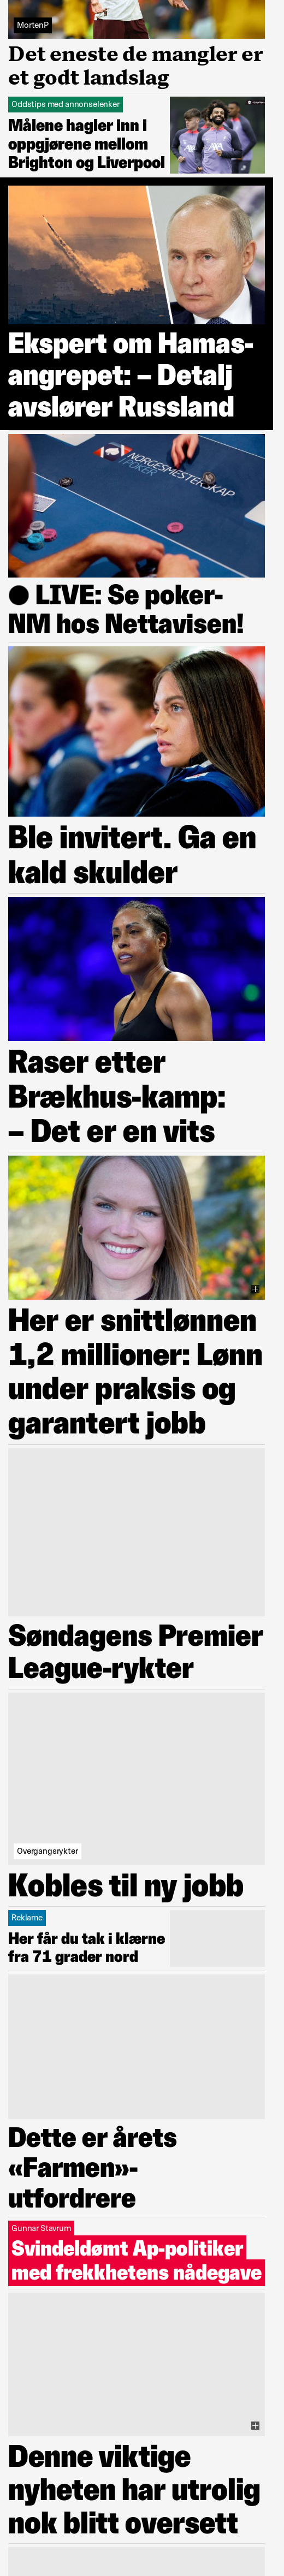 MortenP
Det eneste de mangler er
et godt landslag
Oddstips med annonselenker
Målene hagler inn i
oppgjørene mellom
Brighton og Liverpool
Ekspert om Hamas-
angrepet: – Detalj
avslører Russland
NORGESMESTERSKAP
POKER
● LIVE: Se poker-
NM hos Nettavisen!
Ble invitert. Ga en
kald skulder
Raser etter
Brækhus-kamp:
– Det er en vits
Her er snittlønnen
1,2 millioner: Lønn
under praksis og
garantert jobb
Søndagens Premier
League-rykter
Overgangsrykter
Kobles til ny jobb
Reklame
Her får du tak i klærne
fra 71 grader nord
Dette er årets
«Farmen»-
utfordrere
Gunnar Stavrum
Svindeldømt Ap-politiker
med frekkhetens nådegave
Denne viktige
nyheten har utrolig
nok blitt oversett